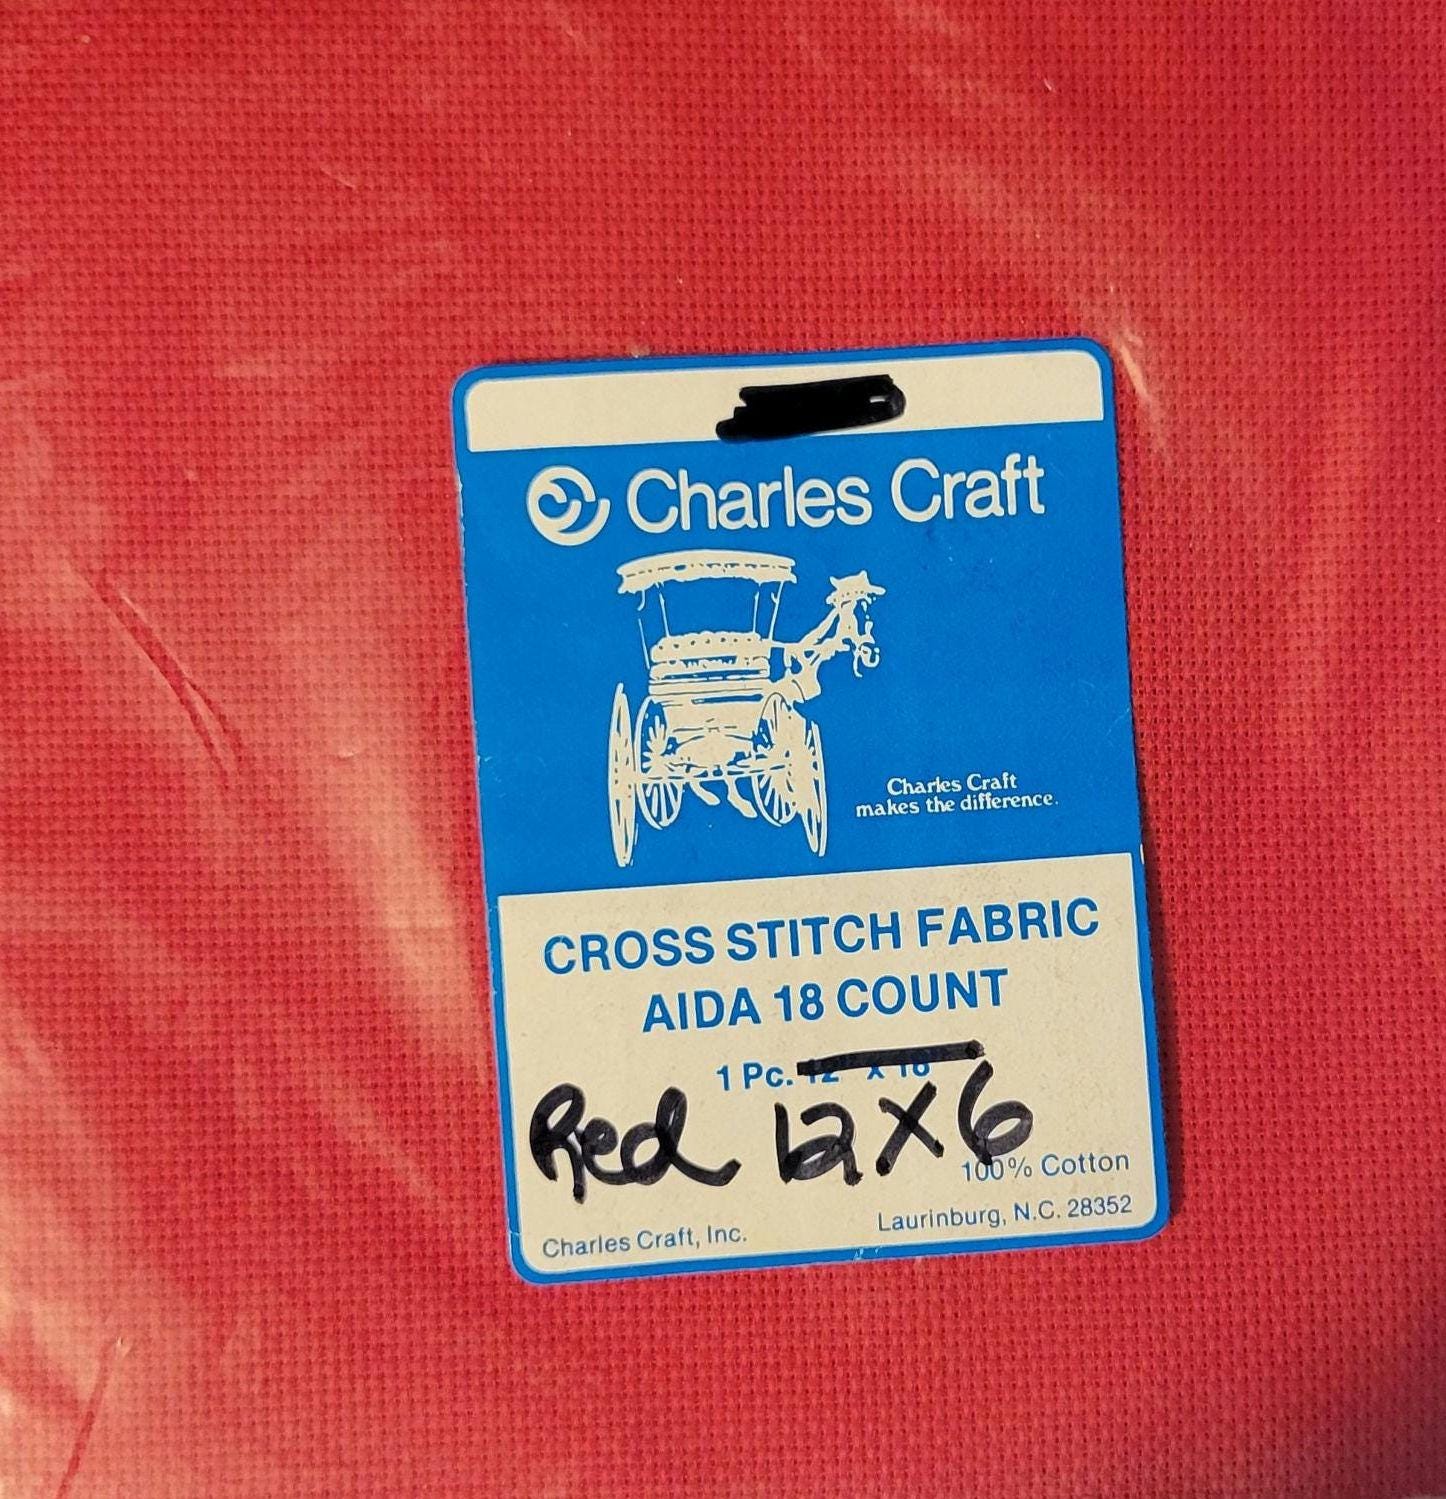 Charles Craft
Charles Craft
makes the difference.
CROSS STITCH FABRIC
AIDA 18 COUNT
1 Pc. 12" x 18"
Red 12X6
100% Cotton
Charles Craft, Inc.
Laurinburg, N.C. 28352